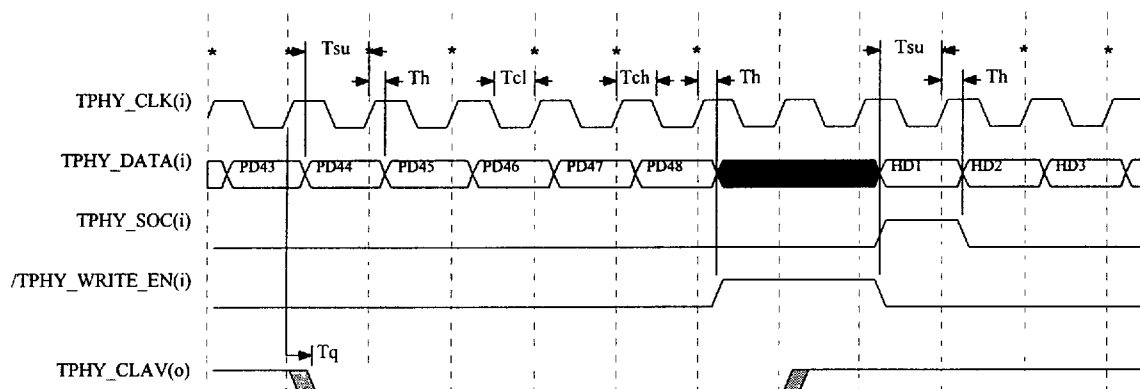 * * Tsu * * * * * Tsu * * *
Th Tcl Tch Th Th
TPHY_CLK(i)
TPHY_DATA(i) PD43 PD44 PD45 PD46 PD47 PD48 HD1 HD2 HD3
TPHY_SOC(i)
/TPHY_WRITE_EN(i)
Tq
TPHY_CLAV(o)